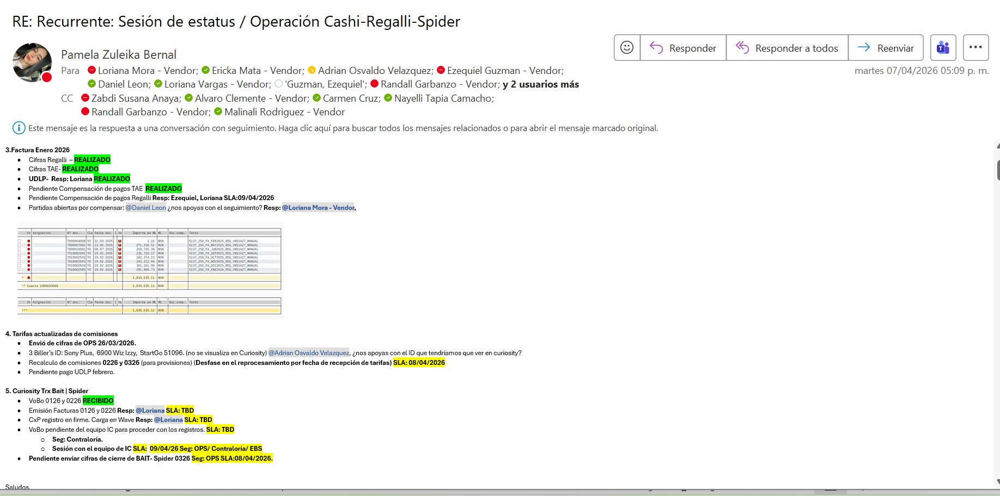 RE: Recurrente: Sesión de estatus / Operación Cashi-Regalli-Spider
Pamela Zuleika Bernal
Responder
Responder a todos
Reenviar
martes 07/04/2026 05:09 p. m.
Para Loriana Mora - Vendor; Ericka Mata - Vendor; Adrian Osvaldo Velazquez; Ezequiel Guzman - Vendor;
Daniel Leon; Loriana Vargas - Vendor; 'Guzman, Ezequiel'; Randall Garbanzo - Vendor; y 2 usuarios más
CC Zabdi Susana Anaya; Alvaro Clemente - Vendor; Carmen Cruz; Nayelli Tapia Camacho;
Randall Garbanzo - Vendor; Malinali Rodriguez - Vendor
Este mensaje es la respuesta a una conversación con seguimiento. Haga clic aquí para buscar todos los mensajes relacionados o para abrir el mensaje marcado original.
3.Factura Enero 2026
• Cifras Regalli – REALIZADO
• Cifras TAE- REALIZADO
• UDLP- Resp: Loriana REALIZADO
• Pendiente Compensación de pagos TAE REALIZADO
• Pendiente Compensación de pagos Regalli Resp: Ezequiel, Loriana SLA:09/04/2026
• Partidas abiertas por compensar: @Daniel Leon ¿nos apoyas con el seguimiento? Resp: @Loriana Mora - Vendor,
St Asignación Nº doc. Cla Fecha doc. I Ve Importe en ML ML Doc.comp. Texto
7000004008 YO 31.03.2025 1.16 MXN 5137_250_FA_FEB2025_REG_VN51AZ7_MANUAL
7000007001 YO 13.06.2025 271,330.51 MXN 5137_250_FA_MAY2025_REG_VN51AZ7_MANUAL
7000010001 YO 08.07.2025 258,735.38 MXN 5137_250_FA_JUN2025_REG_VN51AZ7_MANUAL
7010002501 YO 19.02.2026 236,710.17 MXN 5137_250_FA_SEP2025_REG_VN51AZ7_MANUAL
7010002502 YO 19.02.2026 242,374.23 MXN 5137_250_FA_OCT2025_REG_VN51AZ7_MANUAL
7010002503 YO 19.02.2026 243,212.94 MXN 5137_250_FA_NOV2025_REG_VN51AZ7_MANUAL
7010002504 YO 19.02.2026 301,261.99 MXN 5137_250_FA_DIC2025_REG_VN51AZ7_MANUAL
7010002505 YO 19.02.2026 281,908.73 MXN 5137_250_FA_ENE2026_REG_VN51AZ7_MANUAL
* 1,835,535.11 MXN
** Cuenta 1000693068 1,835,535.11 MXN
St Asignación Nº doc. Cla Fecha doc. I Ve Importe en ML ML Doc.comp. Texto
*** 1,835,535.11 MXN
4. Tarifas actualizadas de comisiones
• Envió de cifras de OPS 26/03/2026.
• 3 Biller's ID: Sony Plus, 6900 Wiz Izzy, StartGo 51096. (no se visualiza en Curiosity) @Adrian Osvaldo Velazquez, ¿nos apoyas con el ID que tendríamos que ver en curiosity?
• Recalculo de comisiones 0226 y 0326 (para provisiones) (Desfase en el reprocesamiento por fecha de recepción de tarifas) SLA: 08/04/2026
• Pendiente pago UDLP febrero.
5. Curiosity Trx Bait | Spider
• VoBo 0126 y 0226 RECIBIDO
• Emisión Facturas 0126 y 0226 Resp: @Loriana SLA: TBD
• CxP registro en firme. Carga en Wave Resp: @Loriana SLA: TBD
• VoBo pendiente del equipo IC para proceder con los registros. SLA: TBD
o Seg: Contraloría.
o Sesión con el equipo de IC SLA: 09/04/26 Seg: OPS/ Contraloría/ EBS
• Pendiente enviar cifras de cierre de BAIT- Spider 0326 Seg: OPS SLA:08/04/2026.
Saludos.